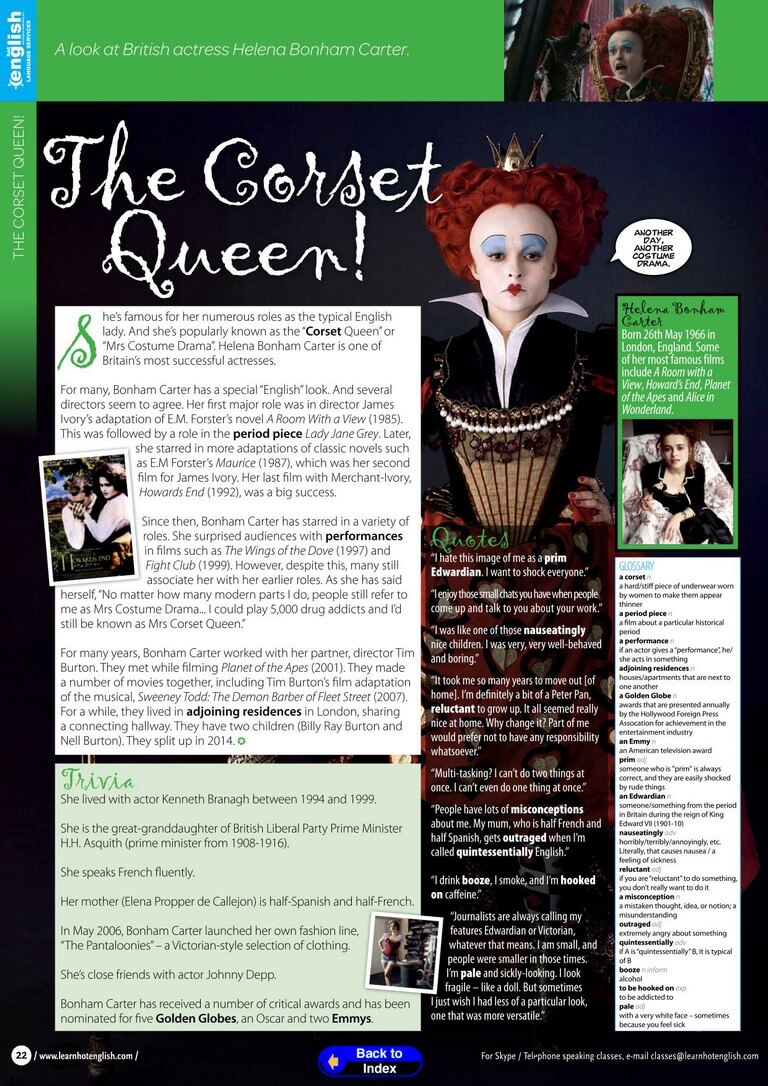 english
LANGUAGE SERVICES
A look at British actress Helena Bonham Carter.
THE CORSET QUEEN!
The Corset
Queen!
ANOTHER
DAY,
ANOTHER
COSTUME
DRAMA.
She's famous for her numerous roles as the typical English
lady. And she's popularly known as the "Corset Queen" or
"Mrs Costume Drama". Helena Bonham Carter is one of
Britain's most successful actresses.
For many, Bonham Carter has a special "English" look. And several
directors seem to agree. Her first major role was in director James
Ivory's adaptation of E.M. Forster's novel A Room With a View (1985).
This was followed by a role in the period piece Lady Jane Grey. Later,
she starred in more adaptations of classic novels such
as E.M Forster's Maurice (1987), which was her second
film for James Ivory. Her last film with Merchant-Ivory,
Howards End (1992), was a big success.
HOWARDS END
Since then, Bonham Carter has starred in a variety of
roles. She surprised audiences with performances
in films such as The Wings of the Dove (1997) and
Fight Club (1999). However, despite this, many still
associate her with her earlier roles. As she has said
herself, "No matter how many modern parts I do, people still refer to
me as Mrs Costume Drama... I could play 5,000 drug addicts and I'd
still be known as Mrs Corset Queen."
For many years, Bonham Carter worked with her partner, director Tim
Burton. They met while filming Planet of the Apes (2001). They made
a number of movies together, including Tim Burton's film adaptation
of the musical, Sweeney Todd: The Demon Barber of Fleet Street (2007).
For a while, they lived in adjoining residences in London, sharing
a connecting hallway. They have two children (Billy Ray Burton and
Nell Burton). They split up in 2014.
Trivia
She lived with actor Kenneth Branagh between 1994 and 1999.
She is the great-granddaughter of British Liberal Party Prime Minister
H.H. Asquith (prime minister from 1908-1916).
She speaks French fluently.
Her mother (Elena Propper de Callejon) is half-Spanish and half-French.
In May 2006, Bonham Carter launched her own fashion line,
"The Pantaloonies" – a Victorian-style selection of clothing.
She's close friends with actor Johnny Depp.
Bonham Carter has received a number of critical awards and has been
nominated for five Golden Globes, an Oscar and two Emmys.
Quotes
"I hate this image of me as a prim
Edwardian. I want to shock everyone."
"I enjoy those small chats you have when people
come up and talk to you about your work."
"I was like one of those nauseatingly
nice children. I was very, very well-behaved
and boring."
"It took me so many years to move out [of
home]. I'm definitely a bit of a Peter Pan,
reluctant to grow up. It all seemed really
nice at home. Why change it? Part of me
would prefer not to have any responsibility
whatsoever."
"Multi-tasking? I can't do two things at
once. I can't even do one thing at once."
"People have lots of misconceptions
about me. My mum, who is half French and
half Spanish, gets outraged when I'm
called quintessentially English."
"I drink booze, I smoke, and I'm hooked
on caffeine."
"Journalists are always calling my
features Edwardian or Victorian,
whatever that means. I am small, and
people were smaller in those times.
I'm pale and sickly-looking. I look
fragile – like a doll. But sometimes
I just wish I had less of a particular look,
one that was more versatile."
Helena Bonham
Carter
Born 26th May 1966 in
London, England. Some
of her most famous films
include A Room with a
View, Howard's End, Planet
of the Apes and Alice in
Wonderland.
GLOSSARY
a corset n
a hard/stiff piece of underwear worn
by women to make them appear
thinner
a period piece n
a film about a particular historical
period
a performance n
if an actor gives a "performance", he/
she acts in something
adjoining residences n
houses/apartments that are next to
one another
a Golden Globe n
awards that are presented annually
by the Hollywood Foreign Press
Assocation for achievement in the
entertainment industry
an Emmy n
an American television award
prim adj
someone who is "prim" is always
correct, and they are easily shocked
by rude things
an Edwardian n
someone/something from the period
in Britain during the reign of King
Edward VII (1901-10)
nauseatingly adv
horribly/terribly/annoyingly, etc.
Literally, that causes nausea / a
feeling of sickness
reluctant adj
if you are "reluctant" to do something,
you don't really want to do it
a misconception n
a mistaken thought, idea, or notion; a
misunderstanding
outraged adj
extremely angry about something
quintessentially adv
if A is "quintessentially" B, it is typical
of B
booze n inform
alcohol
to be hooked on exp
to be addicted to
pale adj
with a very white face – sometimes
because you feel sick
22 / www.learnhotenglish.com /
Back to
Index
For Skype / Telephone speaking classes, e-mail classes@learnhotenglish.com